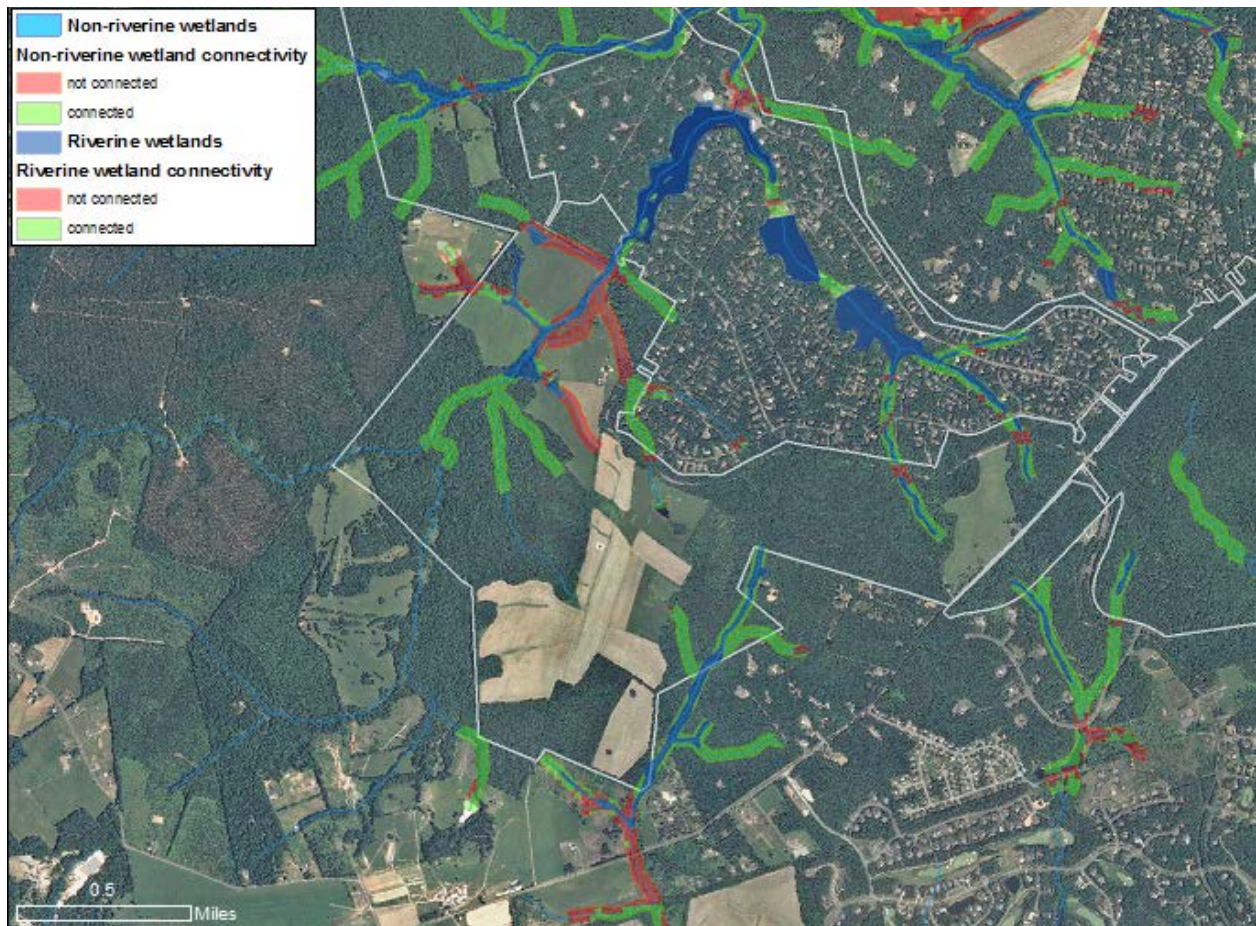 Non-riverine wetlands
Non-riverine wetland connectivity
not connected
connected
Riverine wetlands
Riverine wetland connectivity
not connected
connected
0.5
Miles